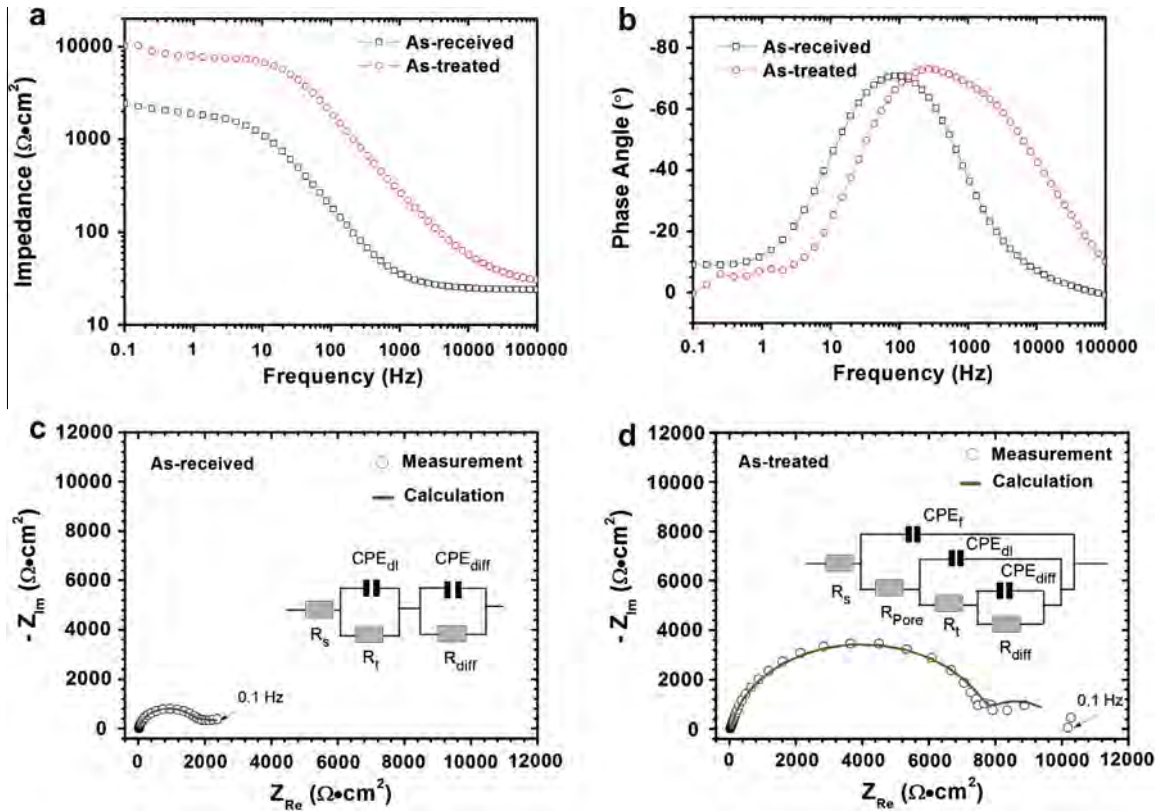 a
As-received
As-treated
10000
1000
100
10
Impedance (Ω•cm²)
0.1 1 10 100 1000 10000 100000
Frequency (Hz)
b
As-received
As-treated
-80
-60
-40
-20
0
Phase Angle (°)
0.1 1 10 100 1000 10000 100000
Frequency (Hz)
c
As-received
Measurement
Calculation
12000
10000
8000
6000
4000
2000
0
- Z_Im (Ω•cm²)
CPE_dl
CPE_diff
R_s
R_t
R_diff
0.1 Hz
0 2000 4000 6000 8000 10000 12000
Z_Re (Ω•cm²)
d
As-treated
Measurement
Calculation
12000
10000
8000
6000
4000
2000
0
- Z_Im (Ω•cm²)
CPE_f
CPE_dl
CPE_diff
R_s
R_Pore
R_t
R_diff
0.1 Hz
0 2000 4000 6000 8000 10000 12000
Z_Re (Ω•cm²)